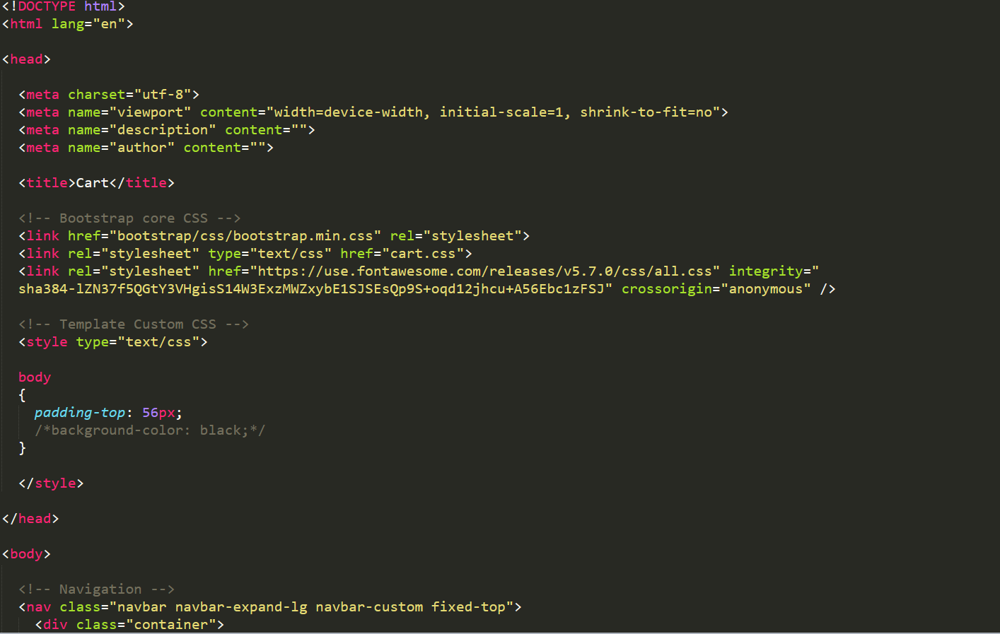 <!DOCTYPE html>
<html lang="en">
<head>
<meta charset="utf-8">
<meta name="viewport" content="width=device-width, initial-scale=1, shrink-to-fit=no">
<meta name="description" content="">
<meta name="author" content="">
<title>Cart</title>
<!-- Bootstrap core CSS -->
<link href="bootstrap/css/bootstrap.min.css" rel="stylesheet">
<link rel="stylesheet" type="text/css" href="cart.css">
<link rel="stylesheet" href="https://use.fontawesome.com/releases/v5.7.0/css/all.css" integrity="
sha384-lZN37f5QGtY3VHgisS14W3ExzMWZxybE1SJSEsQp9S+oqd12jhcu+A56Ebc1zFSJ" crossorigin="anonymous" />
<!-- Template Custom CSS -->
<style type="text/css">
body
{
padding-top: 56px;
/*background-color: black;*/
}
</style>
</head>
<body>
<!-- Navigation -->
<nav class="navbar navbar-expand-lg navbar-custom fixed-top">
<div class="container">